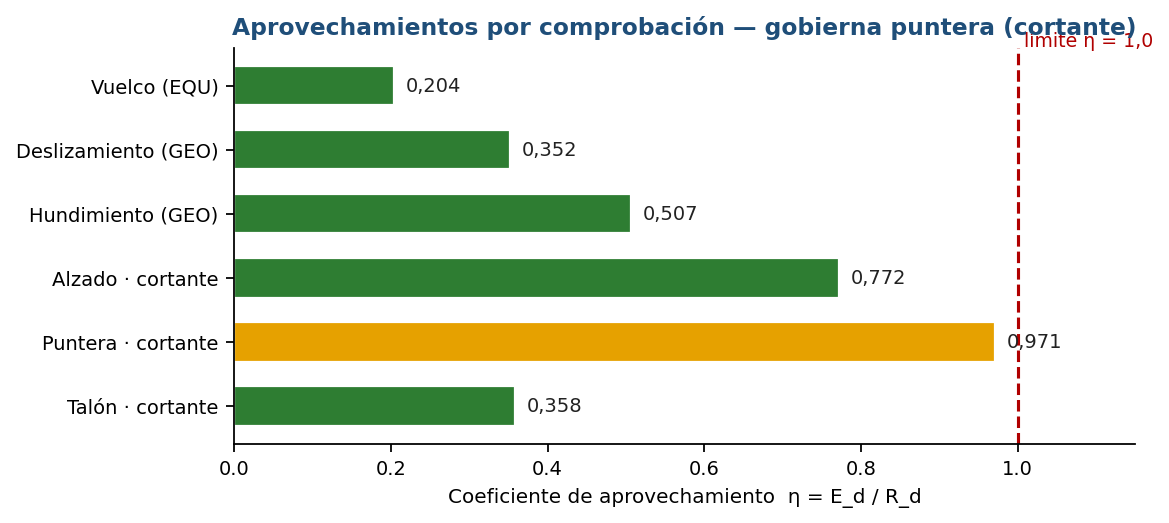 Aprovechamientos por comprobación — gobierna puntera (cortante)
límite η = 1,0
Vuelco (EQU)
0,204
Deslizamiento (GEO)
0,352
Hundimiento (GEO)
0,507
Alzado · cortante
0,772
Puntera · cortante
0,971
Talón · cortante
0,358
0.0 0.2 0.4 0.6 0.8 1.0
Coeficiente de aprovechamiento η = E_d / R_d